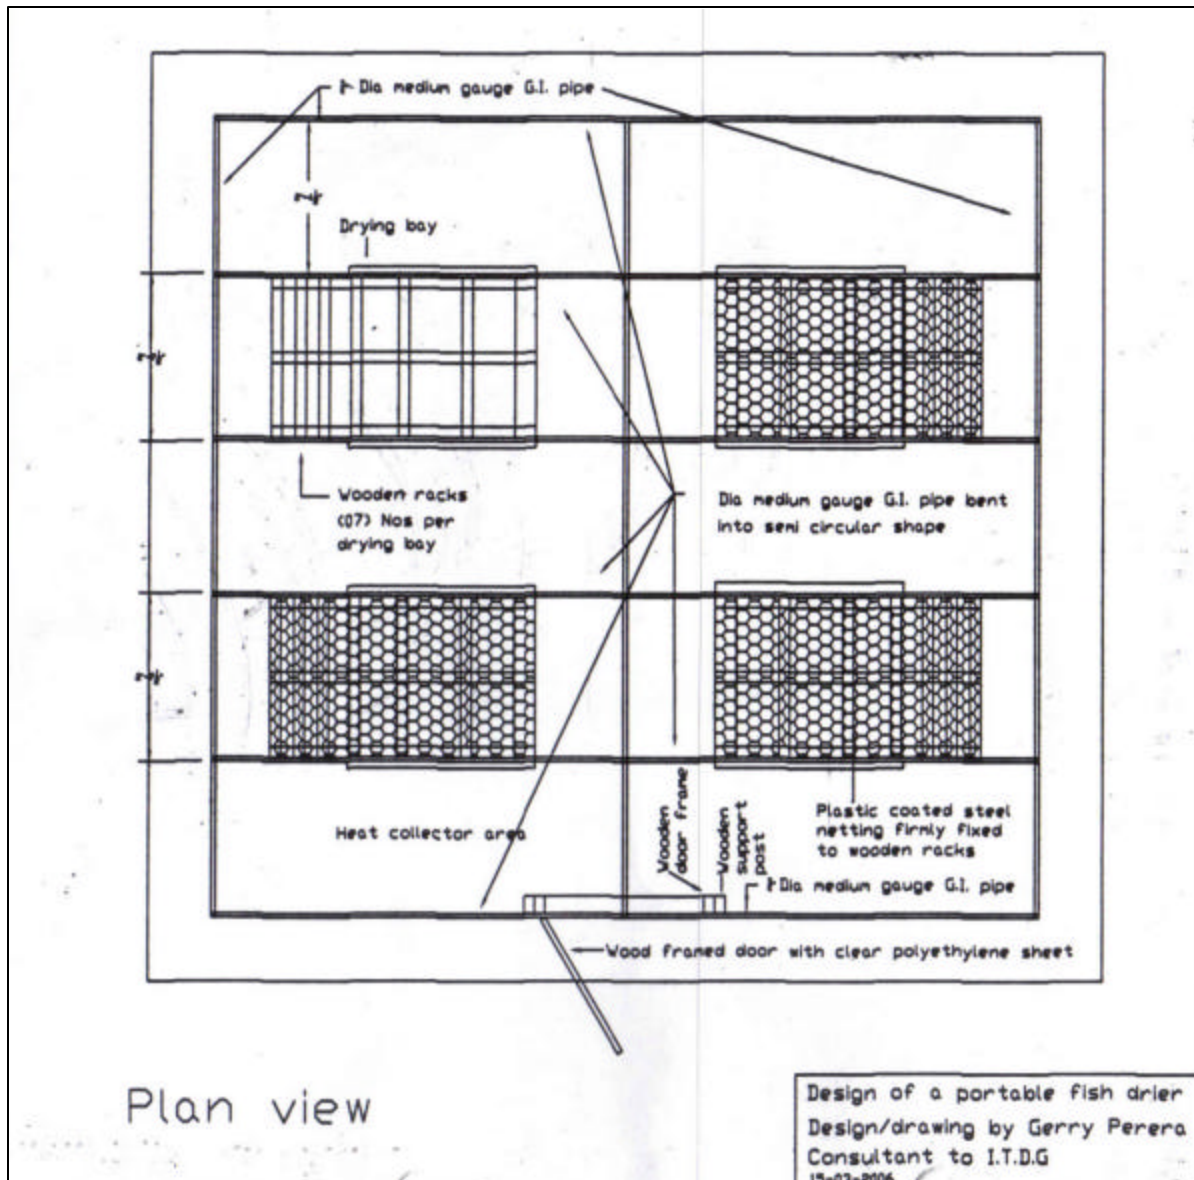 Dia medium gauge G.I. pipe
Drying bay
Wooden racks
(07) Nos per
drying bay
Dia medium gauge G.I. pipe bent
into semi circular shape
Heat collector area
Wooden
door frame
Wooden
support
post
Plastic coated steel
netting firmly fixed
to wooden racks
Dia medium gauge G.I. pipe
Wood framed door with clear polyethylene sheet
Plan view
Design of a portable fish drier
Design/drawing by Gerry Perera
Consultant to I.T.D.G